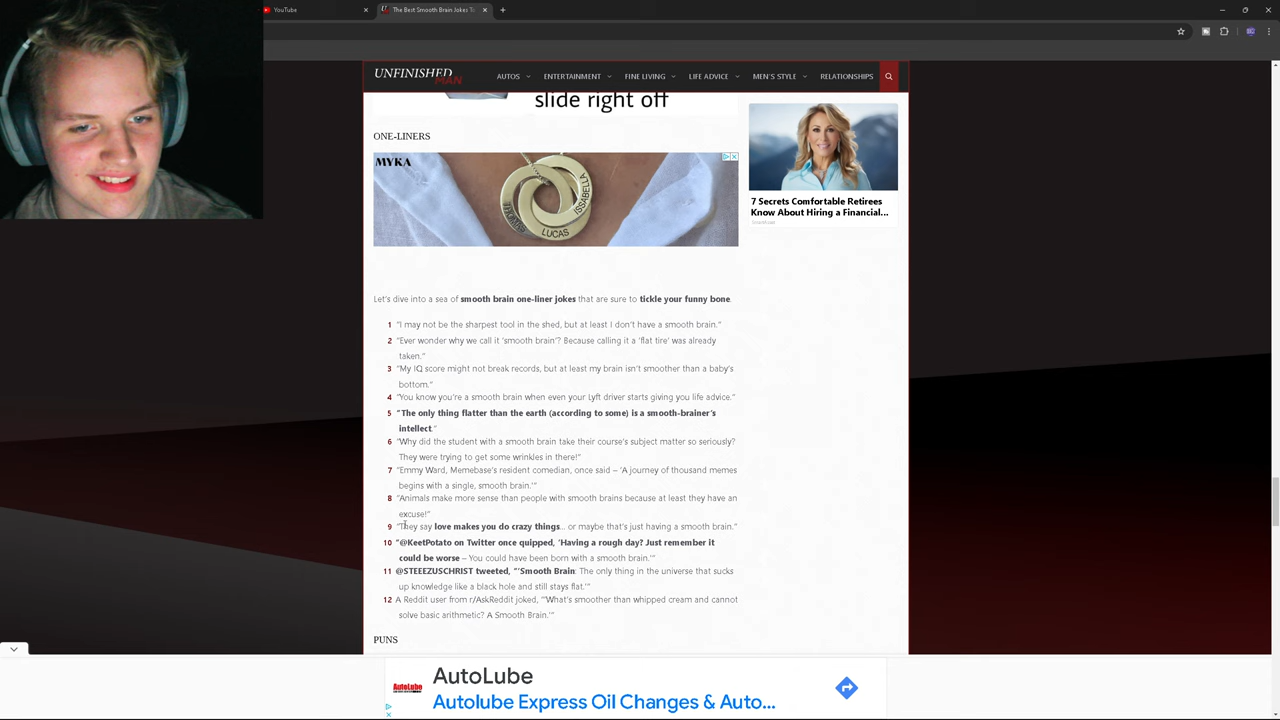 YouTube
The Best Smooth Brain Jokes T
UNFINISHED
MAN
AUTOS
ENTERTAINMENT
FINE LIVING
LIFE ADVICE
MEN'S STYLE
RELATIONSHIPS
slide right off
ONE-LINERS
MYKA
LUCAS
ISSABELLA
7 Secrets Comfortable Retirees
Know About Hiring a Financial...
Let's dive into a sea of smooth brain one-liner jokes that are sure to tickle your funny bone.
1 "I may not be the sharpest tool in the shed, but at least I don't have a smooth brain."
2 "Ever wonder why we call it 'smooth brain'? Because calling it a 'flat tire' was already
taken."
3 "My IQ score might not break records, but at least my brain isn't smoother than a baby's
bottom."
4 "You know you're a smooth brain when even your Lyft driver starts giving you life advice."
5 "The only thing flatter than the earth (according to some) is a smooth-brainer's
intellect."
6 "Why did the student with a smooth brain take their course's subject matter so seriously?
They were trying to get some wrinkles in there!"
7 "Emmy Ward, Memebase's resident comedian, once said – 'A journey of thousand memes
begins with a single, smooth brain.'"
8 "Animals make more sense than people with smooth brains because at least they have an
excuse!"
9 "They say love makes you do crazy things... or maybe that's just having a smooth brain."
10 "@KeetPotato on Twitter once quipped, 'Having a rough day? Just remember it
could be worse – You could have been born with a smooth brain.'"
11 @STEEEZUSCHRIST tweeted, "'Smooth Brain: The only thing in the universe that sucks
up knowledge like a black hole and still stays flat.'"
12 A Reddit user from r/AskReddit joked, "'What's smoother than whipped cream and cannot
solve basic arithmetic? A Smooth Brain.'"
PUNS
AutoLube
Autolube Express Oil Changes & Auto...